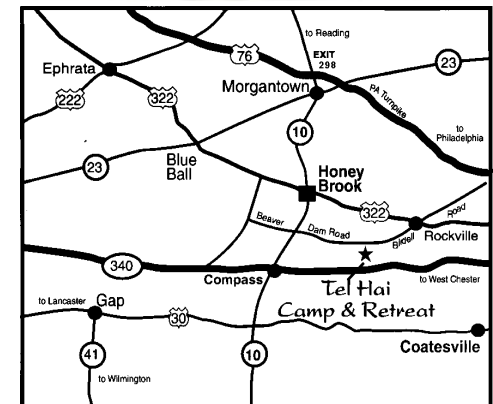 to Reading
76
EXIT
298
23
Ephrata
Morgantown
222
322
PA Turnpike
10
to
Philadelphia
Blue
Ball
23
Honey
Brook
322
Beaver Dam Road
Birdell Road
Rockville
340
Compass
to West Chester
Tel Hai
Camp & Retreat
to Lancaster
Gap
30
Coatesville
41
10
to Wilmington